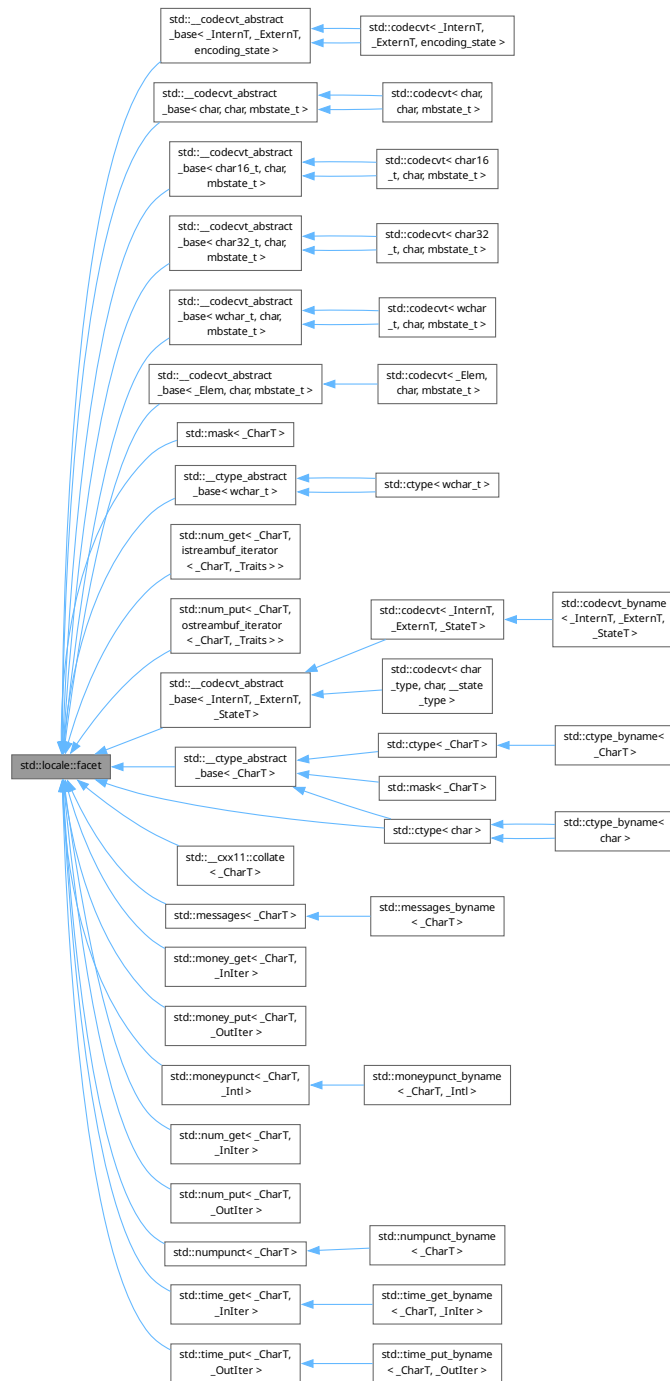 std::__codecvt_abstract
_base< _InternT, _ExternT,
encoding_state >
std::codecvt< _InternT,
_ExternT, encoding_state >
std::__codecvt_abstract
_base< char, char, mbstate_t >
std::codecvt< char,
char, mbstate_t >
std::__codecvt_abstract
_base< char16_t, char,
mbstate_t >
std::codecvt< char16
_t, char, mbstate_t >
std::__codecvt_abstract
_base< char32_t, char,
mbstate_t >
std::codecvt< char32
_t, char, mbstate_t >
std::__codecvt_abstract
_base< wchar_t, char,
mbstate_t >
std::codecvt< wchar
_t, char, mbstate_t >
std::__codecvt_abstract
_base< _Elem, char, mbstate_t >
std::codecvt< _Elem,
char, mbstate_t >
std::mask< _CharT >
std::__ctype_abstract
_base< wchar_t >
std::ctype< wchar_t >
std::num_get< _CharT,
istreambuf_iterator
< _CharT, _Traits > >
std::num_put< _CharT,
ostreambuf_iterator
< _CharT, _Traits > >
std::codecvt< _InternT,
_ExternT, _StateT >
std::codecvt_byname
< _InternT, _ExternT,
_StateT >
std::__codecvt_abstract
_base< _InternT, _ExternT,
_StateT >
std::codecvt< char
_type, char, __state
_type >
std::locale::facet
std::__ctype_abstract
_base< _CharT >
std::ctype< _CharT >
std::ctype_byname<
_CharT >
std::mask< _CharT >
std::ctype< char >
std::ctype_byname<
char >
std::__cxx11::collate
< _CharT >
std::messages< _CharT >
std::messages_byname
< _CharT >
std::money_get< _CharT,
_InIter >
std::money_put< _CharT,
_OutIter >
std::moneypunct< _CharT,
_Intl >
std::moneypunct_byname
< _CharT, _Intl >
std::num_get< _CharT,
_InIter >
std::num_put< _CharT,
_OutIter >
std::numpunct< _CharT >
std::numpunct_byname
< _CharT >
std::time_get< _CharT,
_InIter >
std::time_get_byname
< _CharT, _InIter >
std::time_put< _CharT,
_OutIter >
std::time_put_byname
< _CharT, _OutIter >